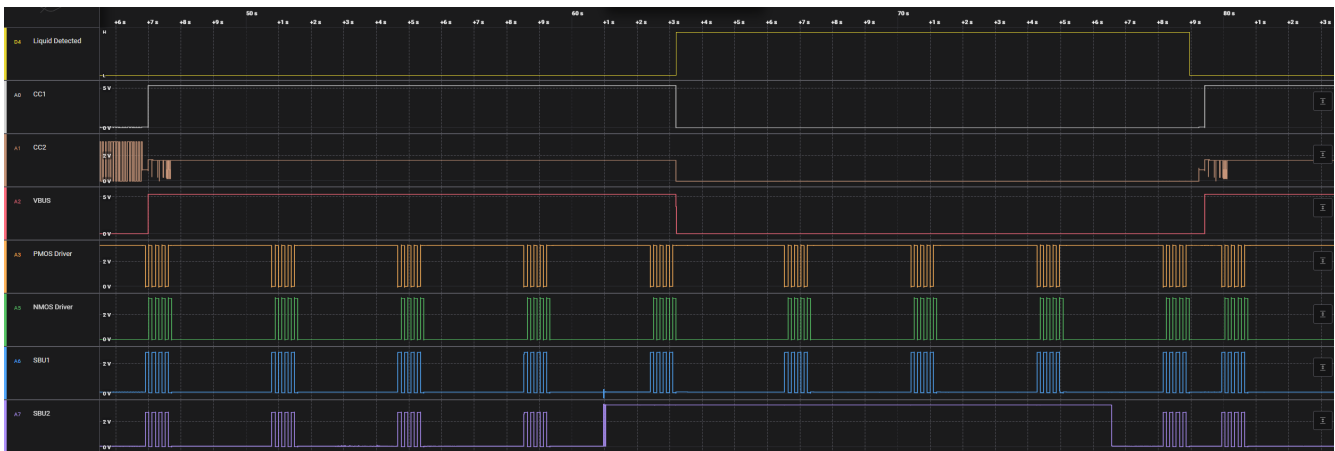 50 s 60 s 70 s 80 s
+6 s +7 s +8 s +9 s +1 s +2 s +3 s +4 s +5 s +6 s +7 s +8 s +9 s +1 s +2 s +3 s +4 s +5 s +6 s +7 s +8 s +9 s +1 s +2 s +3 s +4 s +5 s +6 s +7 s +8 s +9 s +1 s +2 s +3 s
H
D4 Liquid Detected
L
5 V
A0 CC1
0 V
A1 CC2 2 V
0 V
5 V
A2 VBUS
0 V
A3 PMOS Driver 2 V
0 V
A5 NMOS Driver 2 V
0 V
A6 SBU1 2 V
0 V
A7 SBU2 2 V
0 V